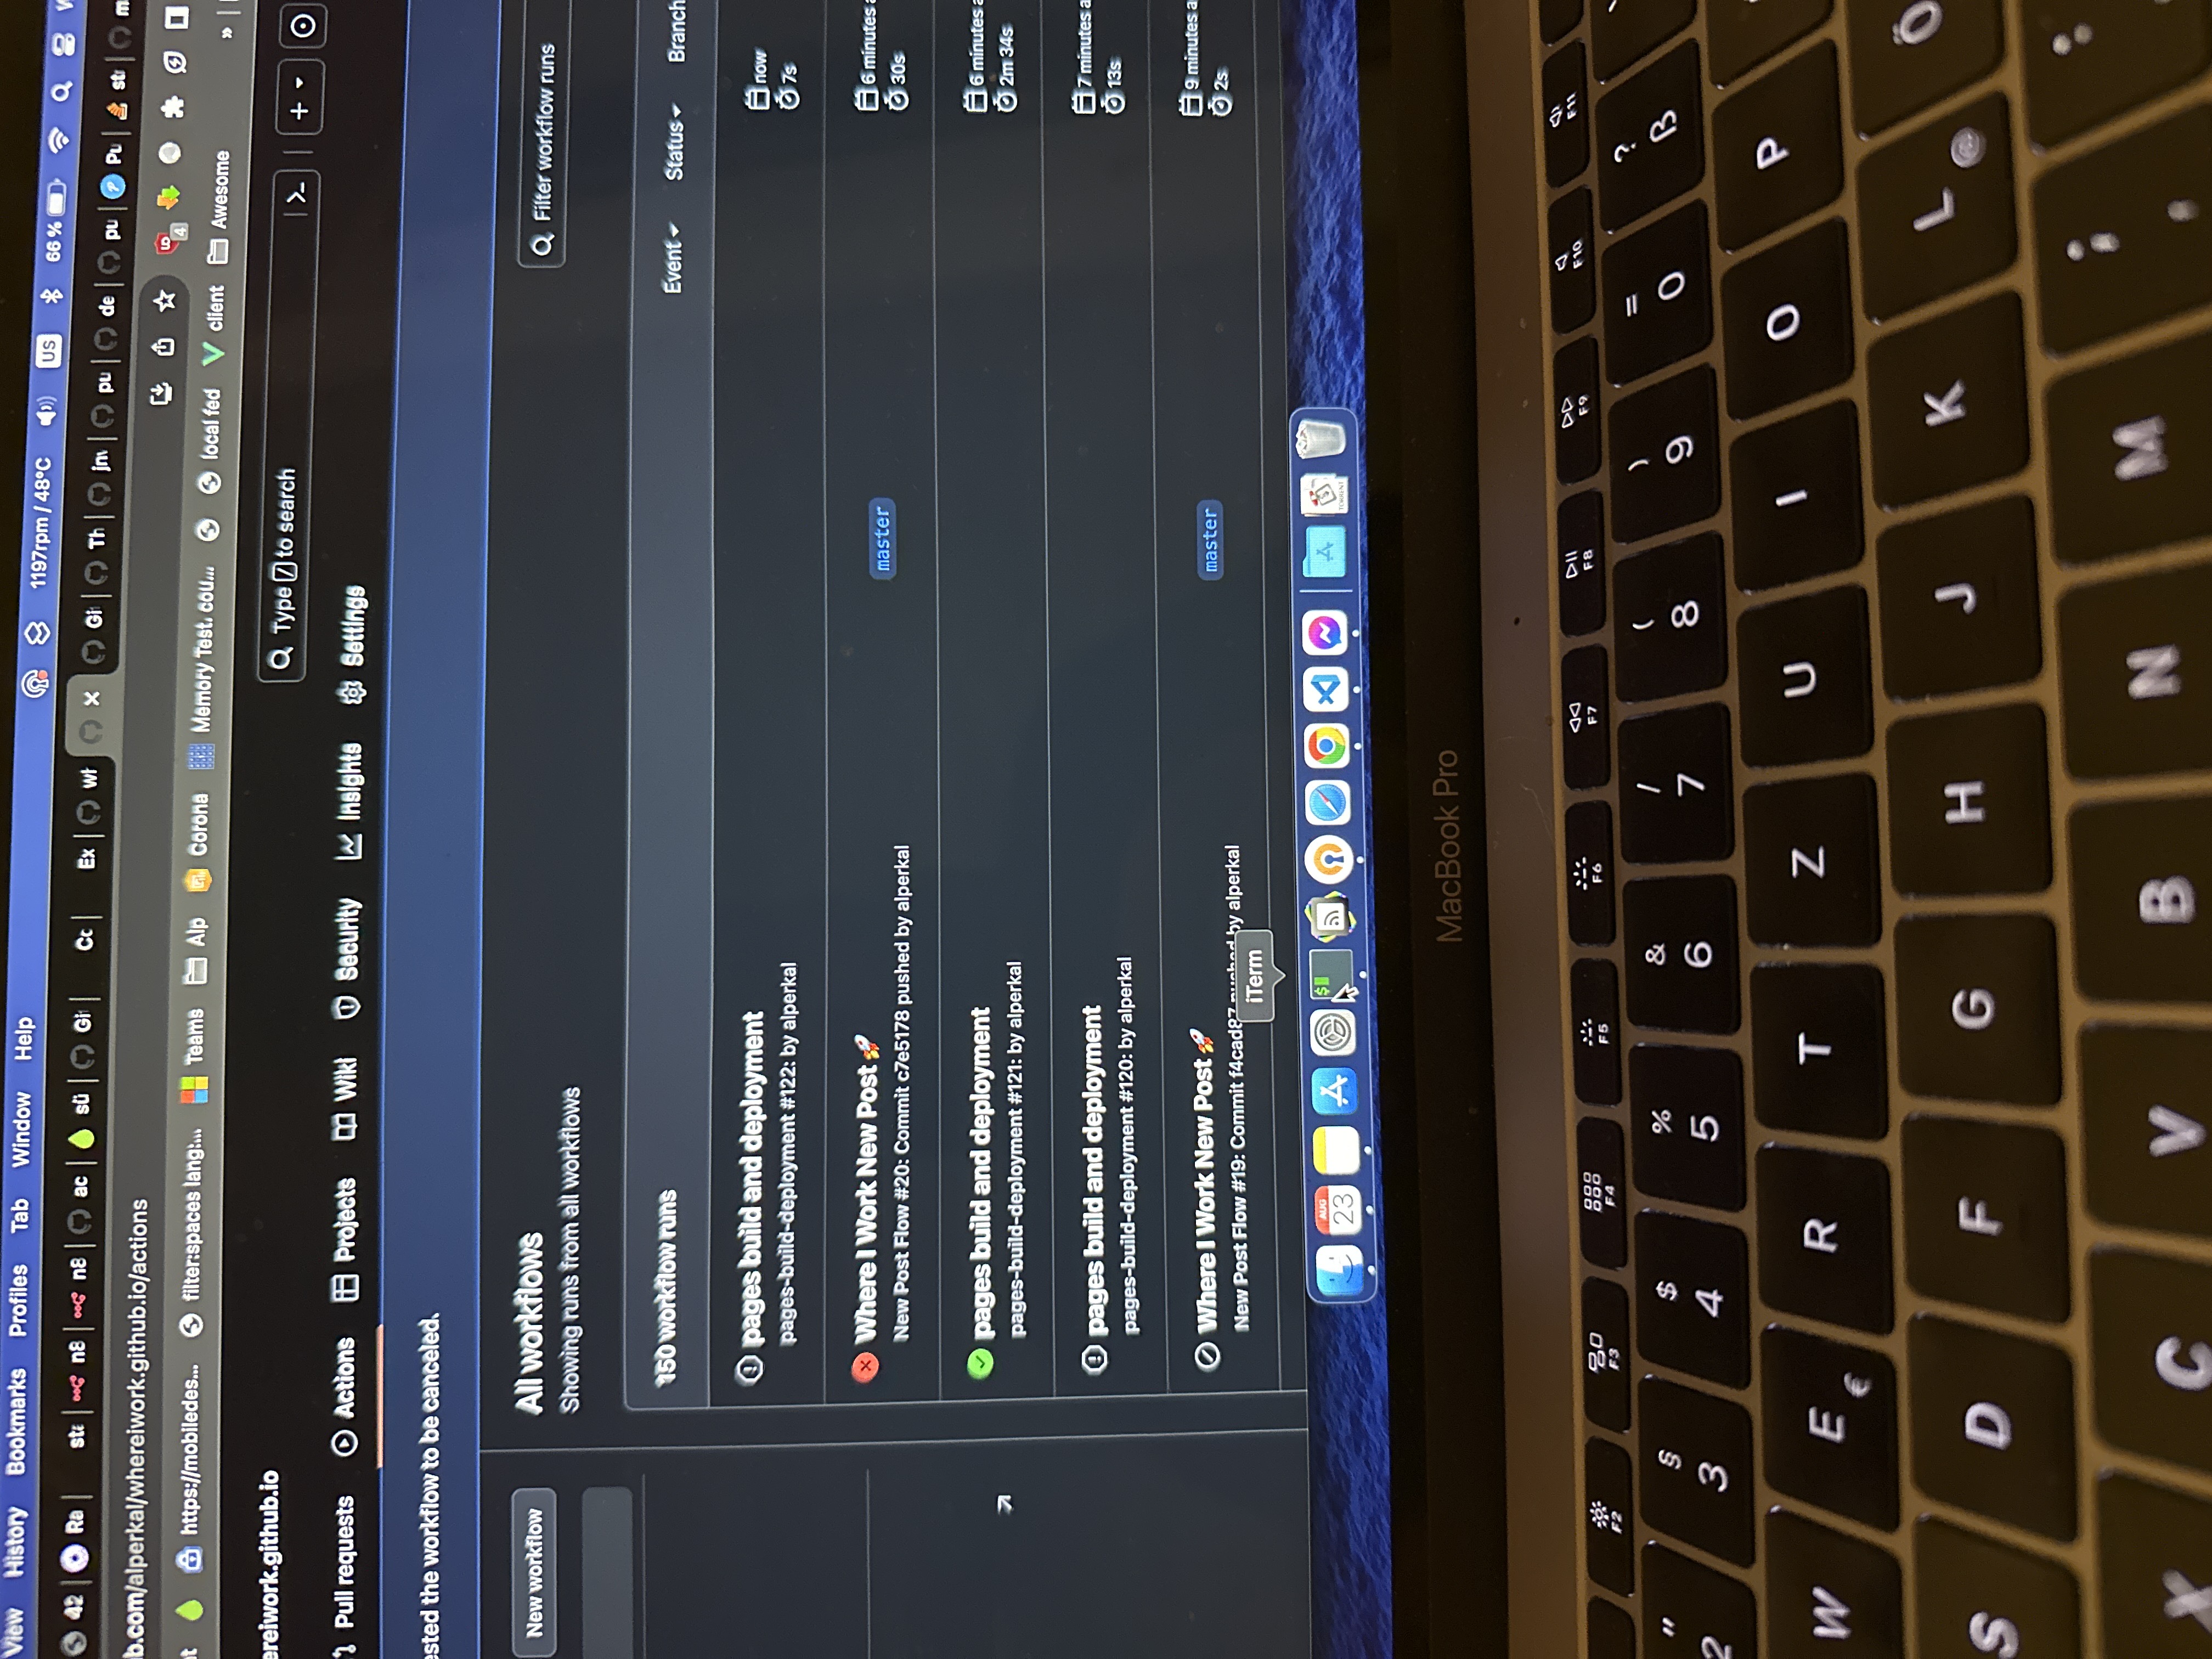 View History Bookmarks Profiles Tab Window Help 1197rpm / 48°C US 66 %
42 Ra sta n8 n8 ac sü Gi Cc Ex wh Gi Th jnv pu de pu Pu st m
b.com/alperkal/whereiwork.github.io/actions
4
nt https://mobiledes... filter:spaces lang:... Teams Alp Corona Memory Test. cou... local fed client Awesome »
ereiwork.github.io
Type / to search
Pull requests Actions Projects Wiki Security Insights Settings
ested the workflow to be canceled.
New workflow
All workflows
Filter workflow runs
Showing runs from all workflows
150 workflow runs
Event Status Branch
pages build and deployment
now
pages-build-deployment #122: by alperkal
7s
Where I Work New Post 🚀
master
6 minutes a
New Post Flow #20: Commit c7e5178 pushed by alperkal
30s
pages build and deployment
6 minutes a
pages-build-deployment #121: by alperkal
2m 34s
pages build and deployment
7 minutes a
pages-build-deployment #120: by alperkal
13s
Where I Work New Post 🚀
master
9 minutes a
New Post Flow #19: Commit f4cad87 pushed by alperkal
2s
iTerm
AUG
23
TORRENT
MacBook Pro
F2 F3 F4 F5 F6 F7 F8 F9 F10 F11
" § $ % & / ( ) = ?
2 3 4 5 6 7 8 9 0 ß
W E € R T Z U I O P
S D F G H J K L @ Ö
X C V B N M ; :
,